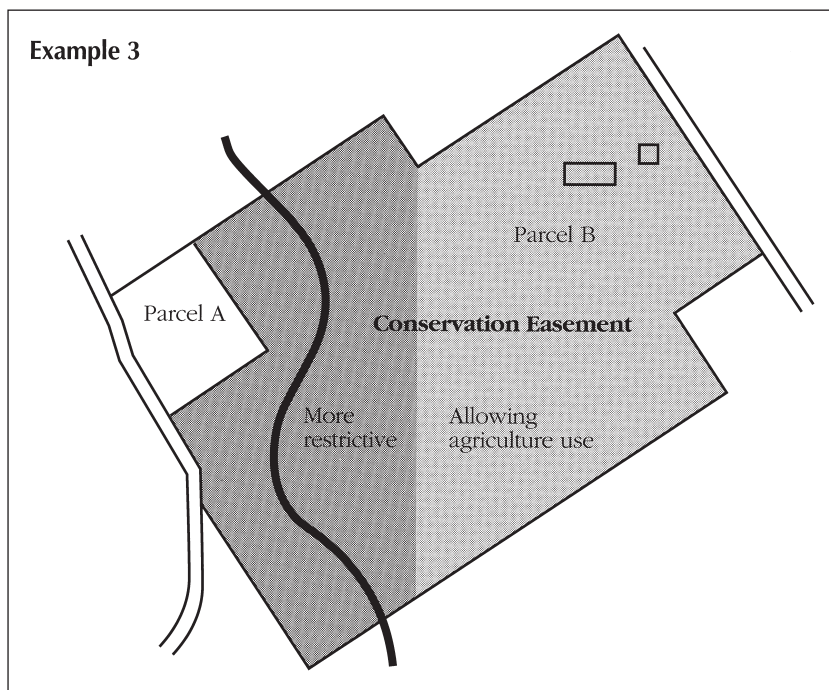 Example 3
Parcel B
Parcel A
Conservation Easement
More
restrictive
Allowing
agriculture use